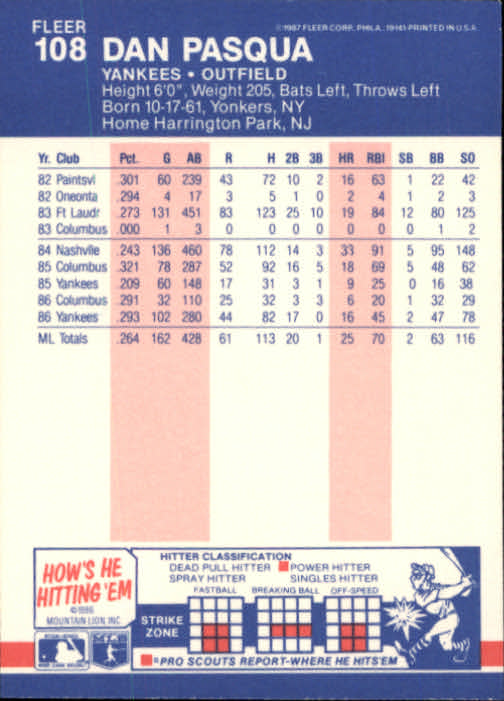 FLEER
© 1987 FLEER CORP. PHILA. 19141 PRINTED IN U.S.A.
108 DAN PASQUA
YANKEES • OUTFIELD
Height 6'0", Weight 205, Bats Left, Throws Left
Born 10-17-61, Yonkers, NY
Home Harrington Park, NJ
Yr. Club Pct. G AB R H 2B 3B HR RBI SB BB SO
82 Paintsvl .301 60 239 43 72 10 2 16 63 1 22 42
82 Oneonta .294 4 17 3 5 1 0 2 4 1 2 3
83 Ft Laudr .273 131 451 83 123 25 10 19 84 12 80 125
83 Columbus .000 1 3 0 0 0 0 0 0 0 1 2
84 Nashvlle .243 136 460 78 112 14 3 33 91 5 95 148
85 Columbus .321 78 287 52 92 16 5 18 69 5 48 62
85 Yankees .209 60 148 17 31 3 1 9 25 0 16 38
86 Columbus .291 32 110 25 32 3 3 6 20 1 32 29
86 Yankees .293 102 280 44 82 17 0 16 45 2 47 78
ML Totals .264 162 428 61 113 20 1 25 70 2 63 116
HOW'S HE
HITTING 'EM
© 1986
MOUNTAIN LION, INC
HITTER CLASSIFICATION
DEAD PULL HITTER POWER HITTER
SPRAY HITTER SINGLES HITTER
FASTBALL BREAKING BALL OFF-SPEED
STRIKE
ZONE
= PRO SCOUTS REPORT-WHERE HE HITS 'EM